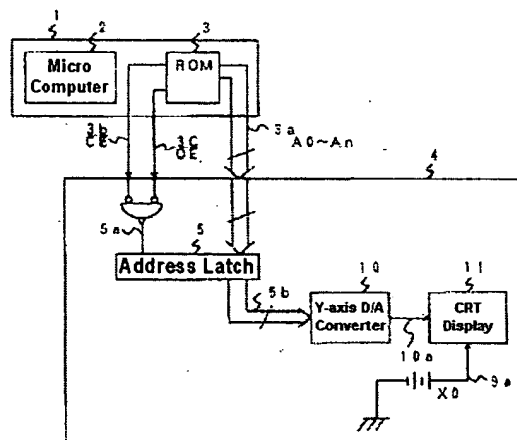 1
2
3
Micro
Computer
ROM
3b
CE
3C
OE
3a
A0~An
4
5a
5
Address Latch
5b
10
11
Y-axis D/A
Converter
CRT
Display
10a
X0
9a